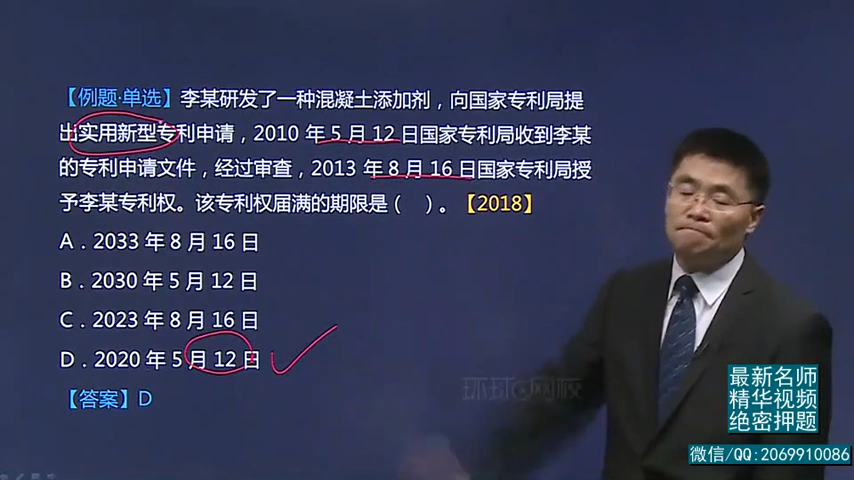 【例题·单选】李某研发了一种混凝土添加剂，向国家专利局提
出实用新型专利申请，2010 年 5 月 12 日国家专利局收到李某
的专利申请文件，经过审查，2013 年 8 月 16 日国家专利局授
予李某专利权。该专利权届满的期限是（　）。【2018】
A．2033 年 8 月 16 日
B．2030 年 5 月 12 日
C．2023 年 8 月 16 日
D．2020 年 5 月 12 日
【答案】D
环球网校
最新名师
精华视频
绝密押题
微信/QQ:2069910086